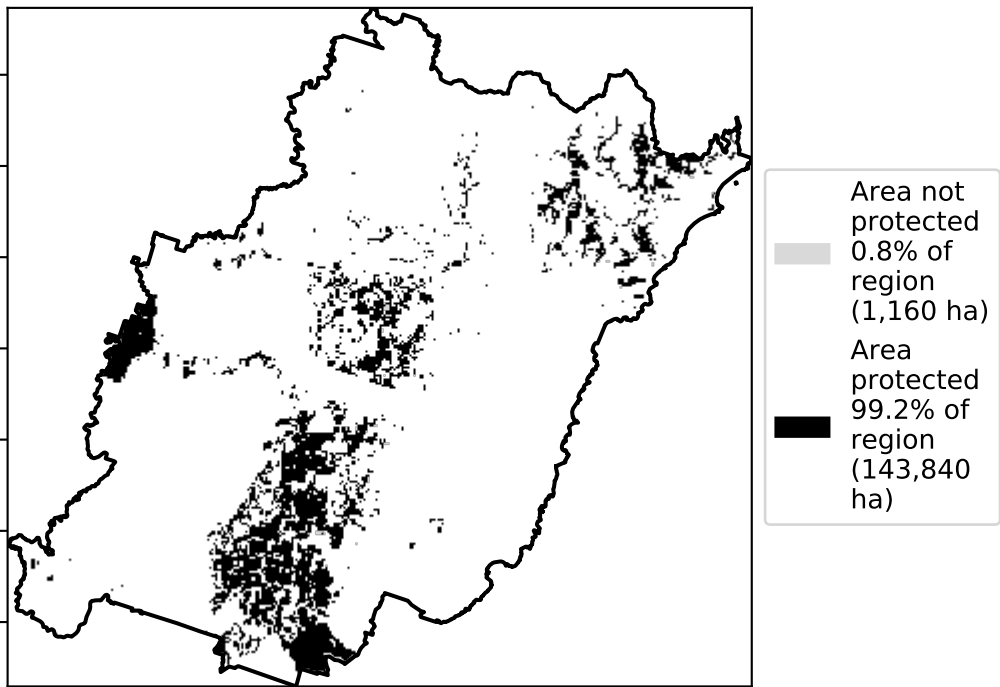 Area not
protected
0.8% of
region
(1,160 ha)
Area
protected
99.2% of
region
(143,840
ha)